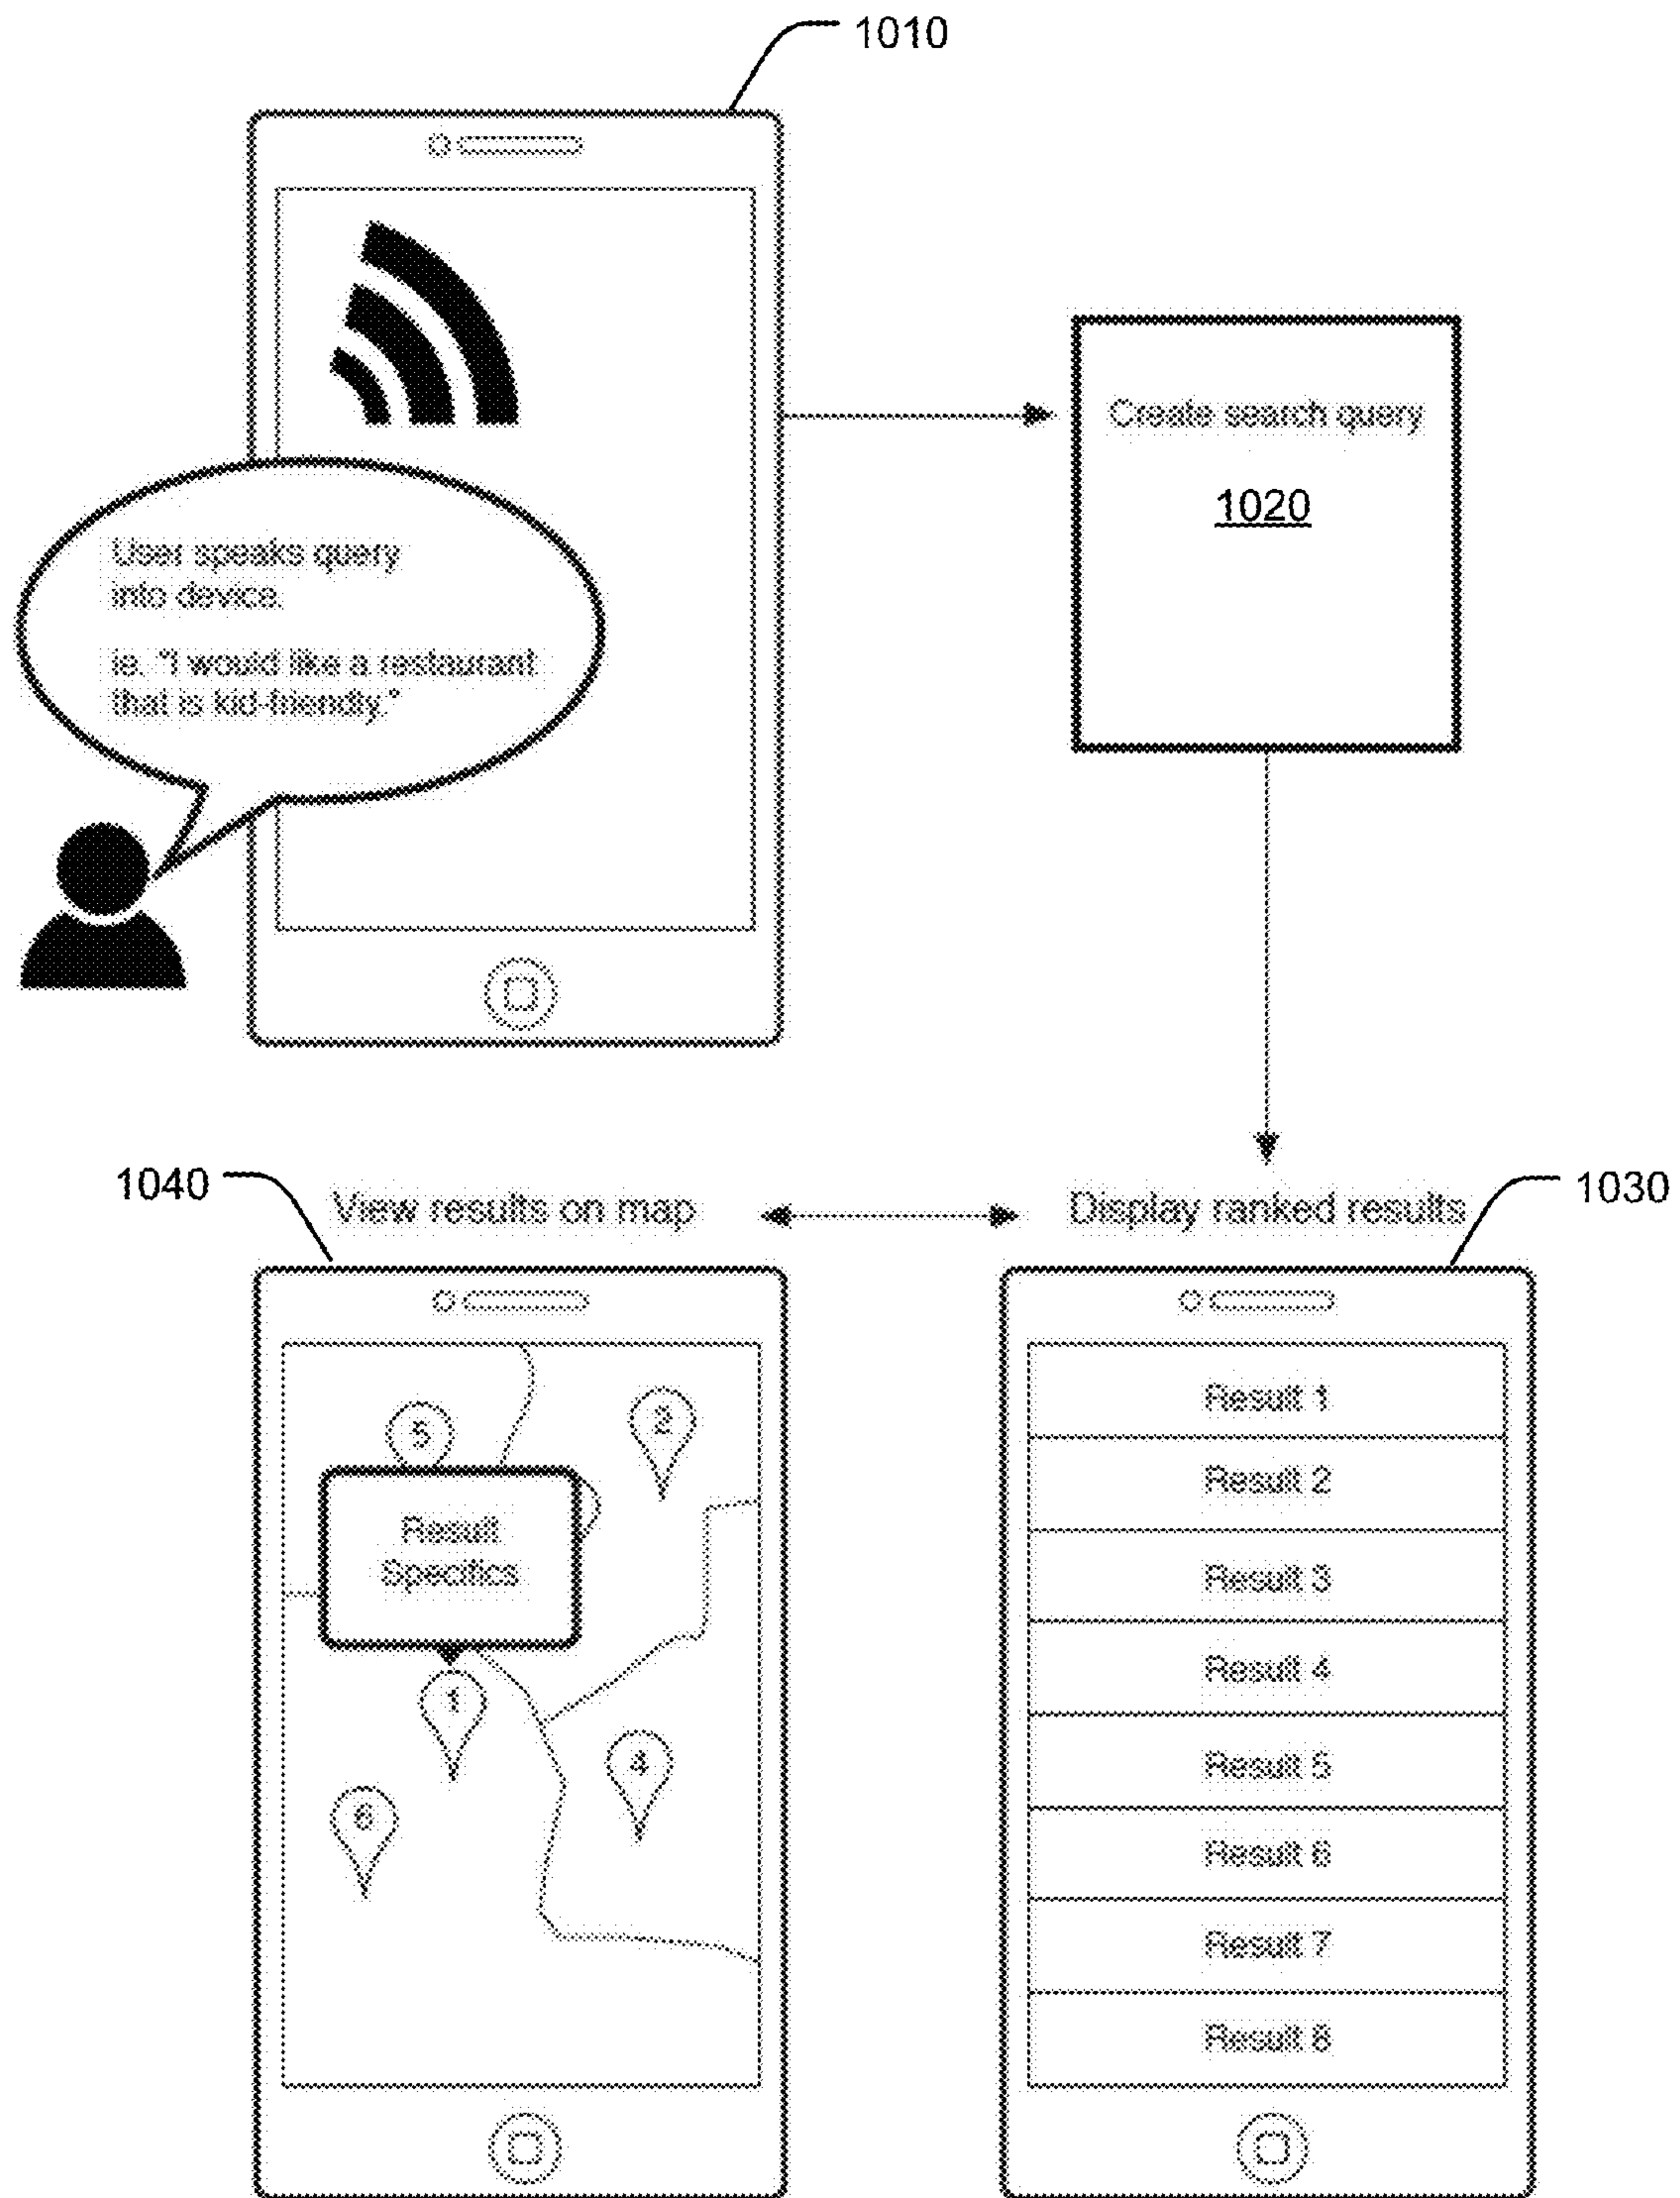 1010
Create search query
1020
User speaks query
into device.
ie. "I would like a restaurant
that is kid-friendly."
1040
View results on map
Display ranked results
1030
5
2
Result
Specifics
1
4
6
Result 1
Result 2
Result 3
Result 4
Result 5
Result 6
Result 7
Result 8